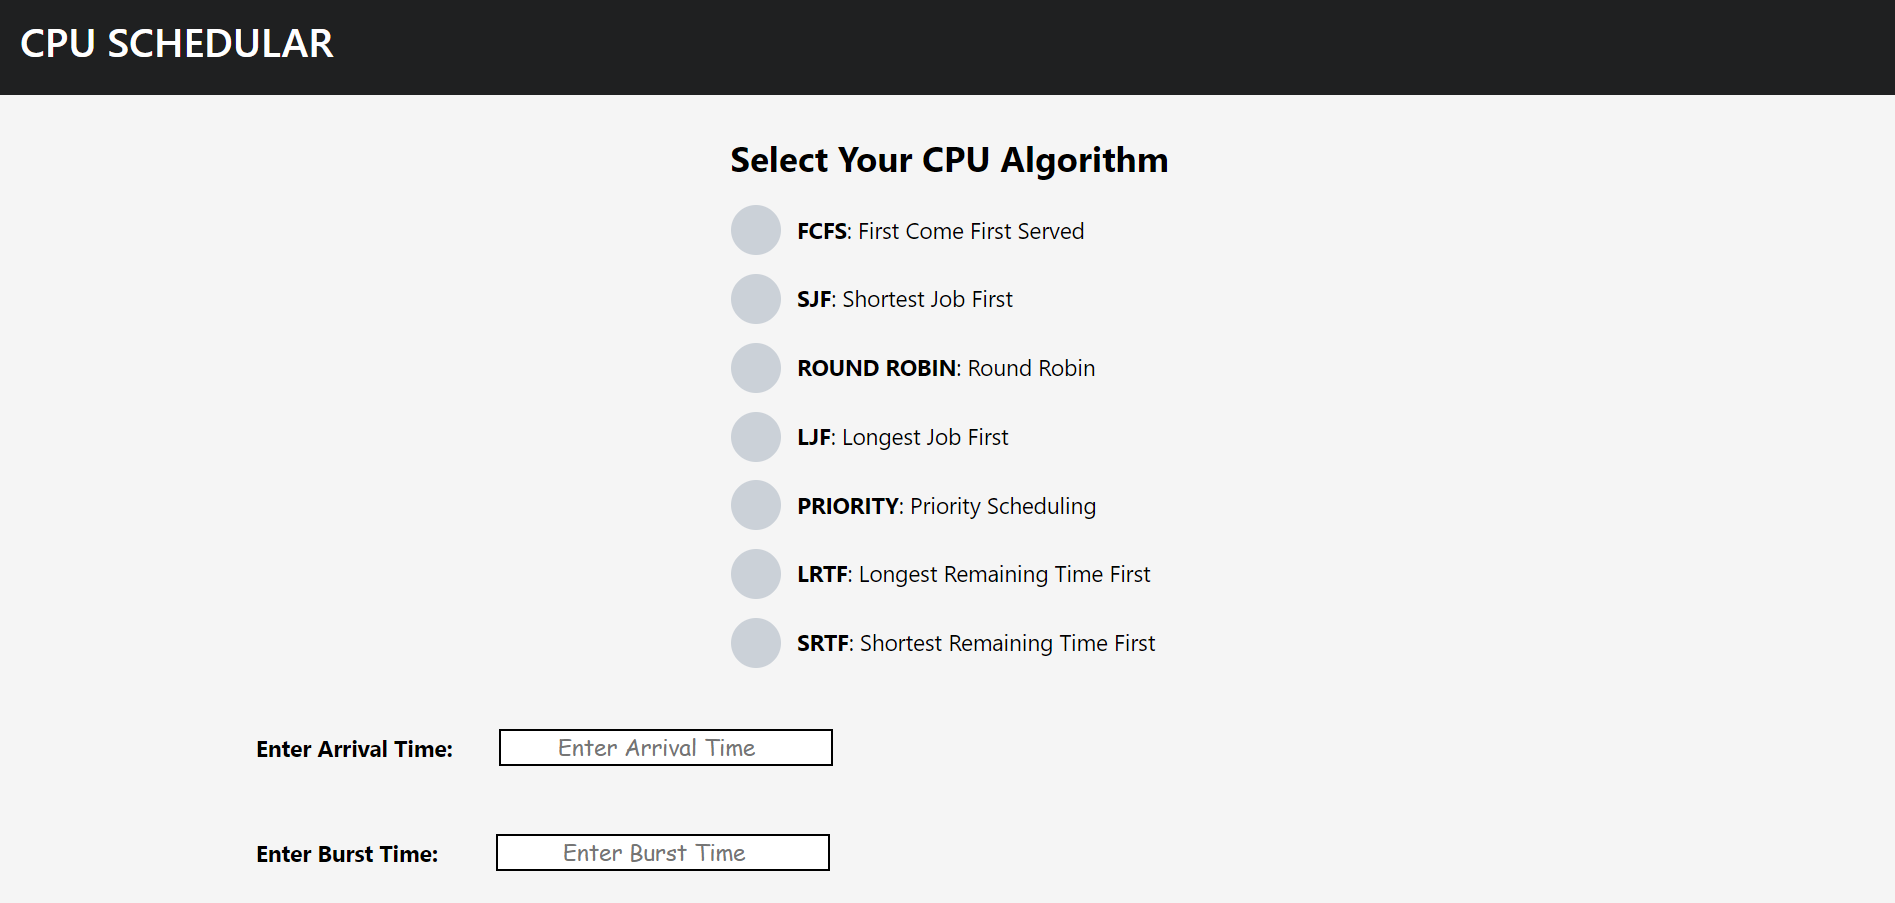 CPU SCHEDULAR
Select Your CPU Algorithm
FCFS: First Come First Served
SJF: Shortest Job First
ROUND ROBIN: Round Robin
LJF: Longest Job First
PRIORITY: Priority Scheduling
LRTF: Longest Remaining Time First
SRTF: Shortest Remaining Time First
Enter Arrival Time: Enter Arrival Time
Enter Burst Time: Enter Burst Time